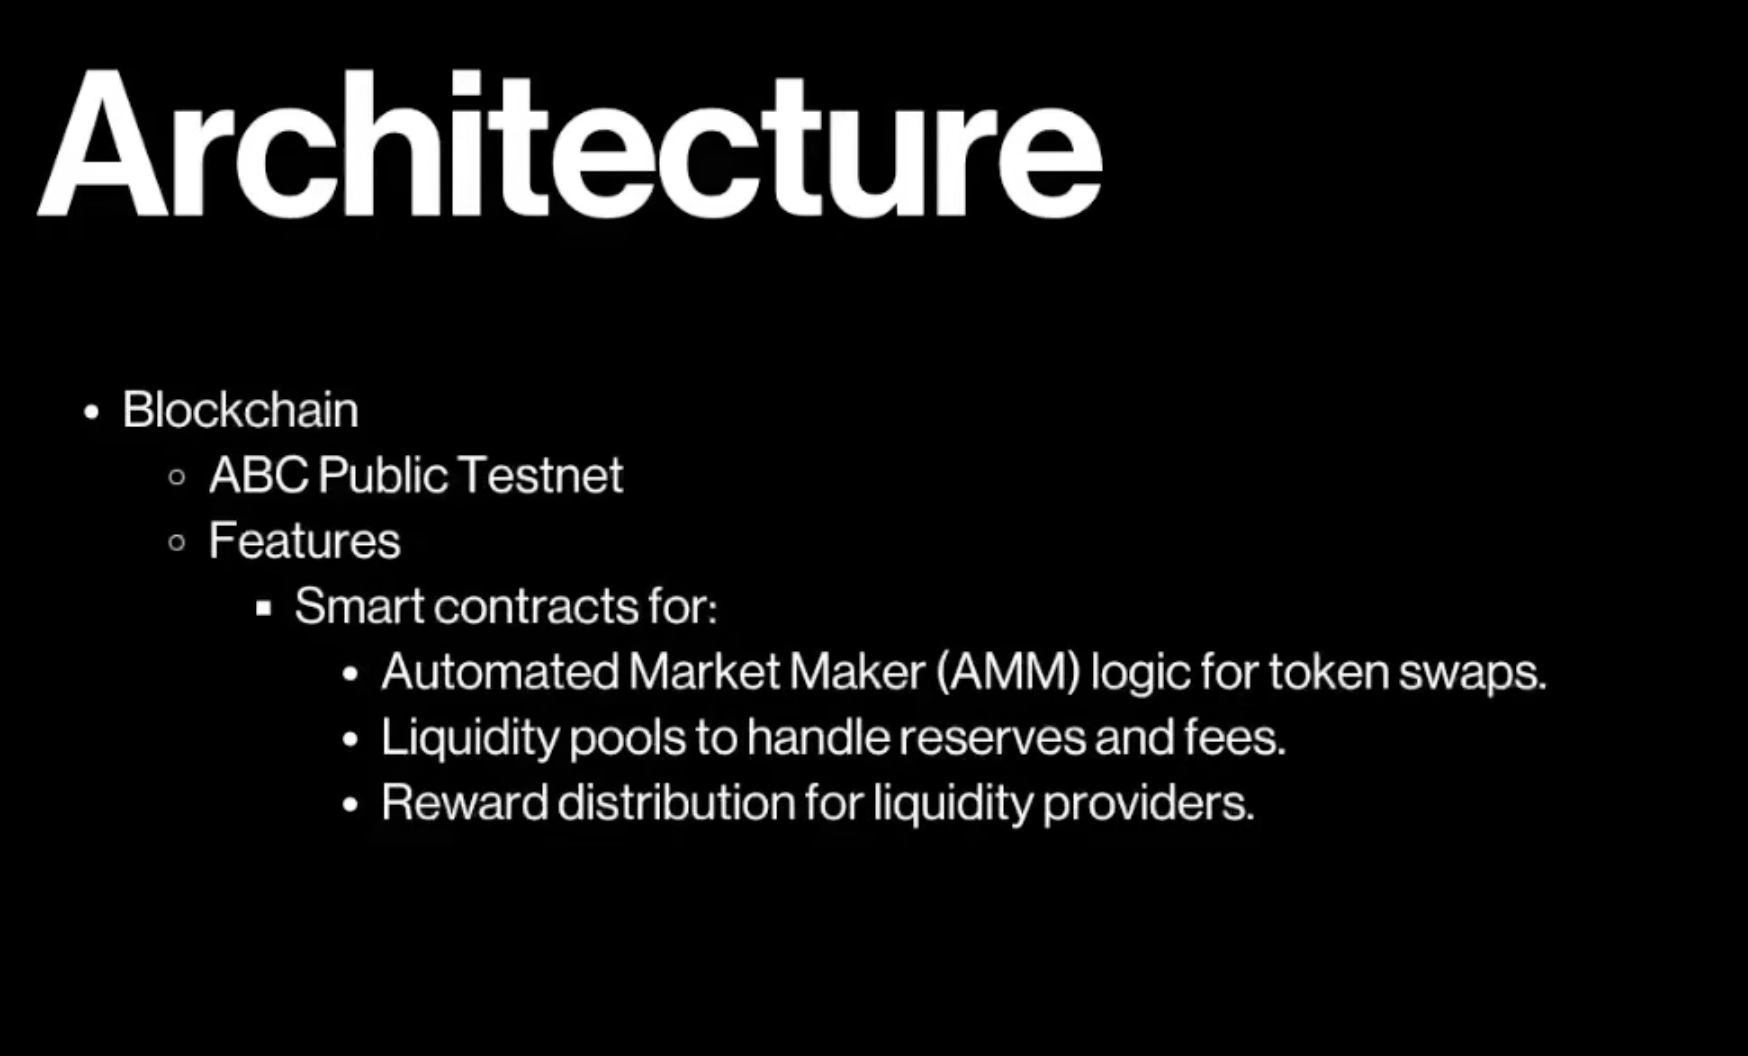 Architecture
• Blockchain
○ ABC Public Testnet
○ Features
▪ Smart contracts for:
• Automated Market Maker (AMM) logic for token swaps.
• Liquidity pools to handle reserves and fees.
• Reward distribution for liquidity providers.